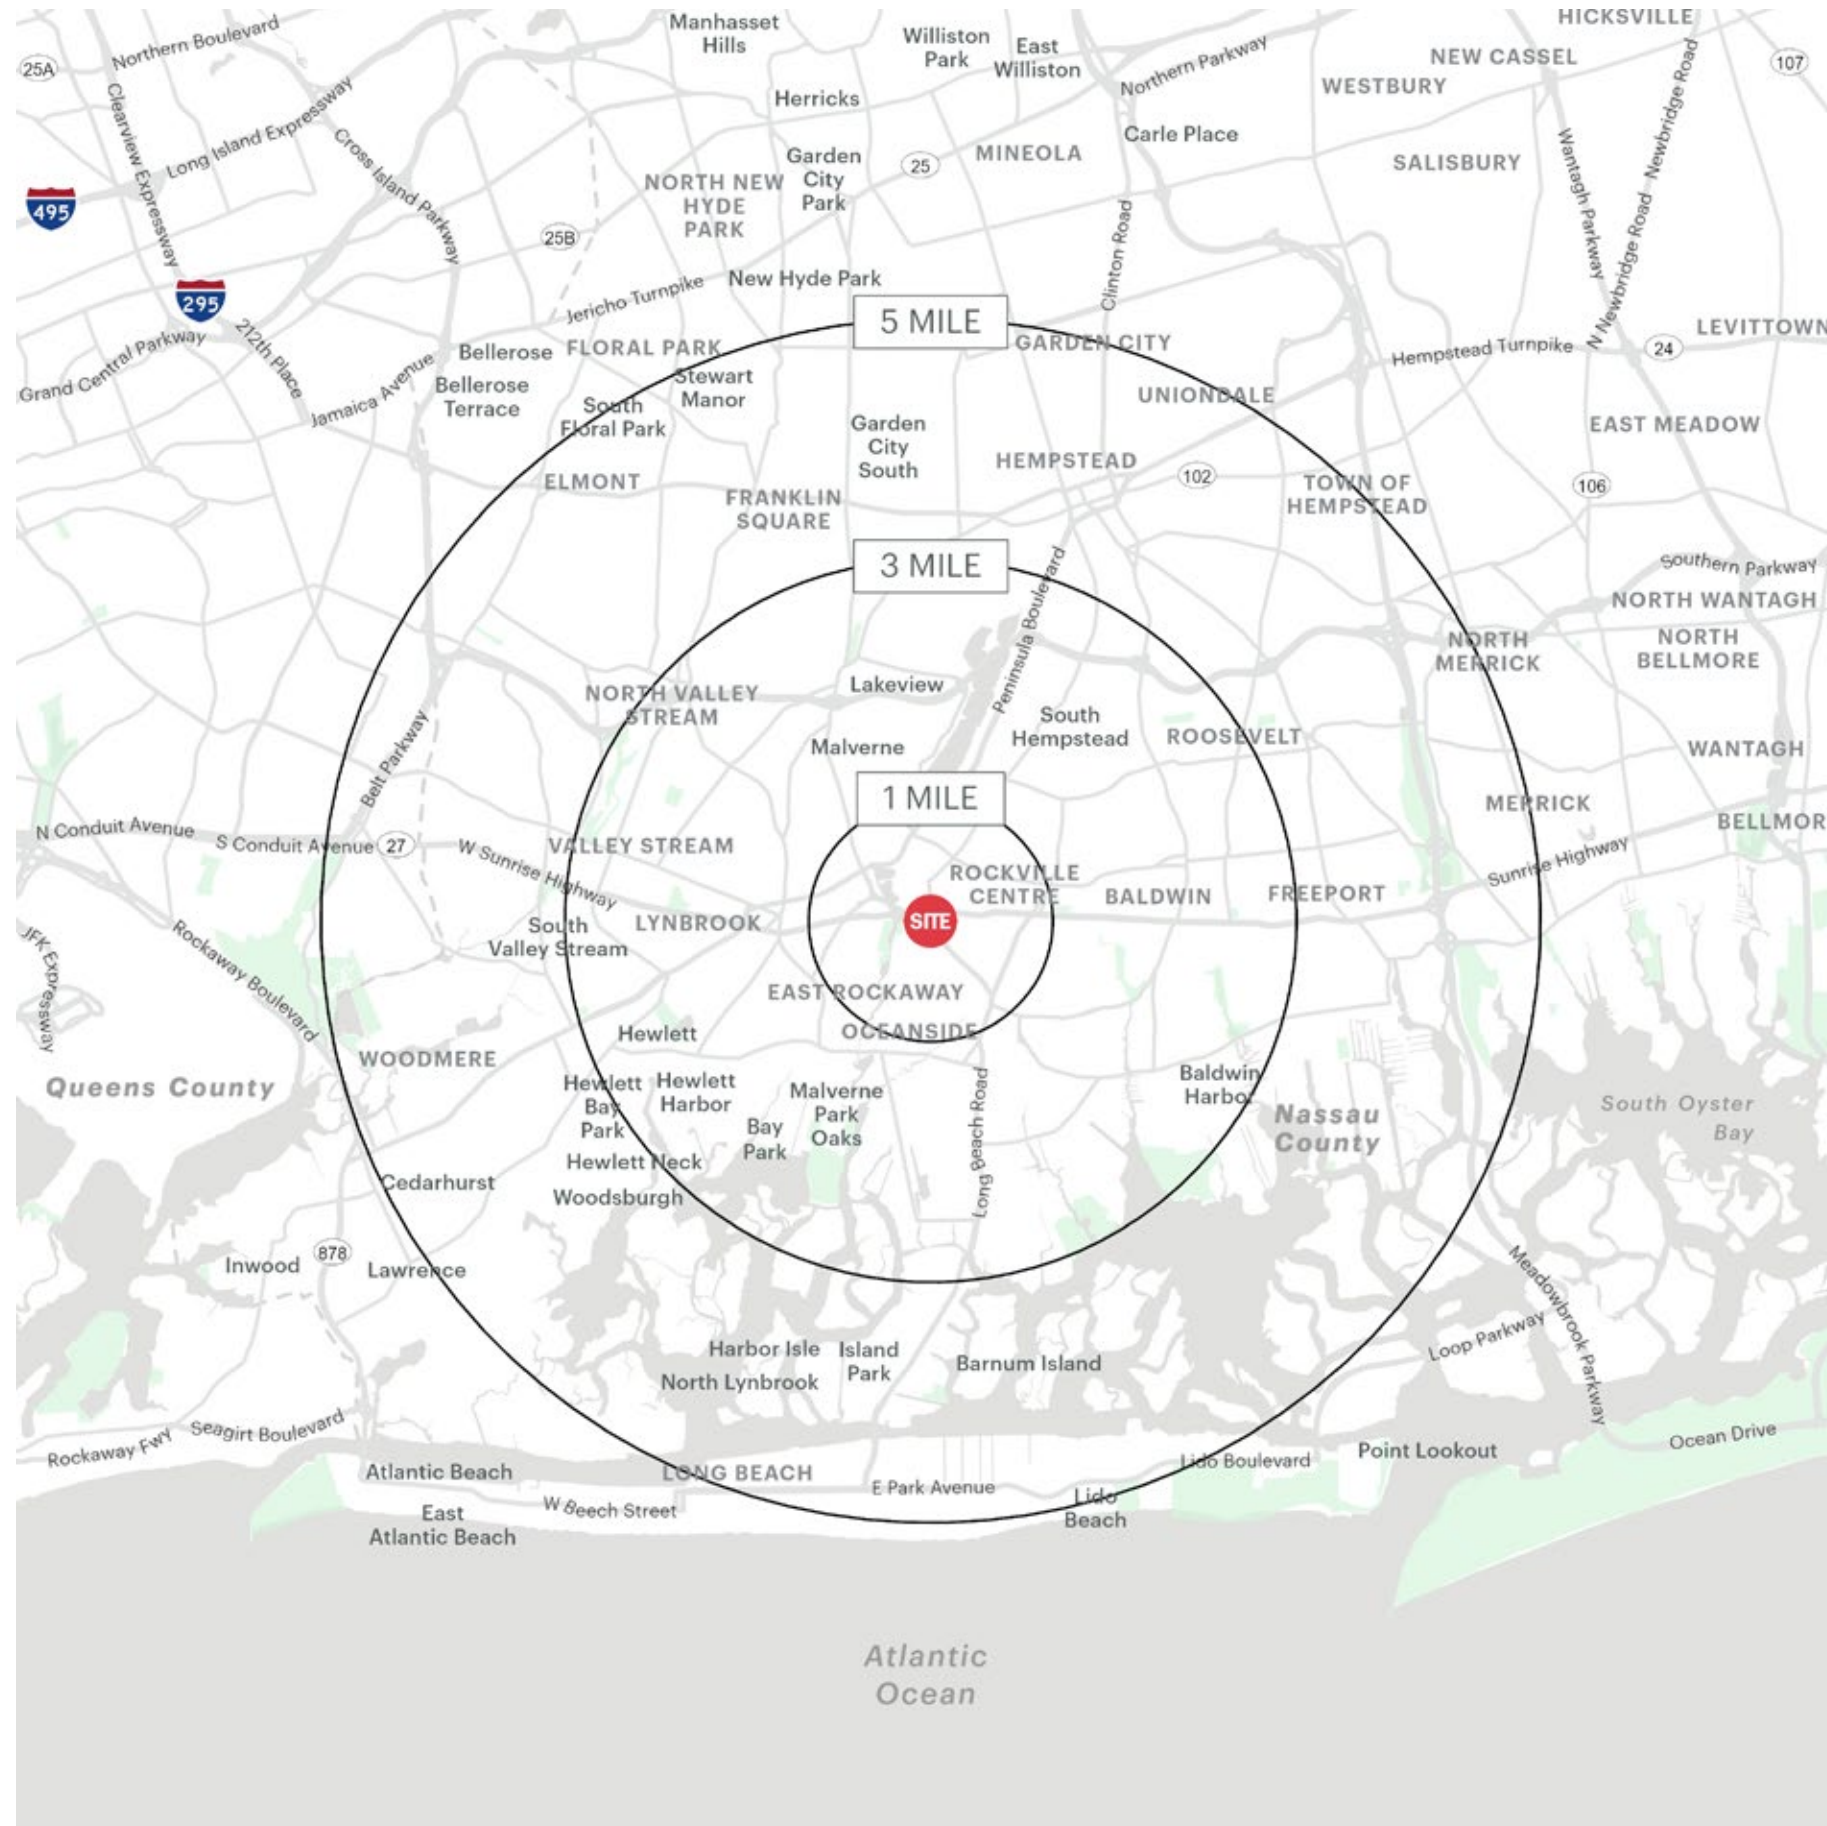 HICKSVILLE
Manhasset
Hills
Northern Boulevard
Williston
Park
East
Williston
Northern Parkway
NEW CASSEL
25A
107
WESTBURY
Clearview Expressway
Long Island Expressway
Herricks
Newbridge Road
Carle Place
Cross Island Parkway
Garden
City
Park
25
MINEOLA
SALISBURY
Wantagh Parkway
NORTH NEW
HYDE
PARK
495
25B
Clinton Road
N Newbridge Road
New Hyde Park
295
Jericho Turnpike
5 MILE
Grand Central Parkway
212th Place
Bellerose
FLORAL PARK
GARDEN CITY
Hempstead Turnpike
24
LEVITTOWN
Jamaica Avenue
Bellerose
Terrace
Stewart
Manor
UNIONDALE
South
Floral Park
Garden
City
South
EAST MEADOW
HEMPSTEAD
102
ELMONT
FRANKLIN
SQUARE
TOWN OF
HEMPSTEAD
106
3 MILE
Peninsula Boulevard
Southern Parkway
NORTH WANTAGH
NORTH
MERRICK
NORTH
BELLMORE
NORTH VALLEY
STREAM
Lakeview
South
Hempstead
ROOSEVELT
Malverne
WANTAGH
Belt Parkway
1 MILE
MERRICK
BELLMOR
N Conduit Avenue
S Conduit Avenue
27
W Sunrise Highway
VALLEY STREAM
Sunrise Highway
ROCKVILLE
CENTRE
BALDWIN
FREEPORT
SITE
LYNBROOK
South
Valley Stream
JFK Expressway
Rockaway Boulevard
EAST ROCKAWAY
OCEANSIDE
Hewlett
WOODMERE
Queens County
Hewlett
Bay
Park
Hewlett
Harbor
Malverne
Park
Oaks
Bay
Park
Long Beach Road
Baldwin
Harbor
Nassau
County
South Oyster
Bay
Hewlett Neck
Cedarhurst
Woodsburgh
Inwood
878
Lawrence
Meadowbrook Parkway
Loop Parkway
Harbor Isle
Island
Park
Barnum Island
North Lynbrook
Rockaway Fwy
Seagirt Boulevard
Ocean Drive
Atlantic Beach
LONG BEACH
E Park Avenue
Lido Boulevard
Point Lookout
W Beech Street
Lido
Beach
East
Atlantic Beach
Atlantic
Ocean